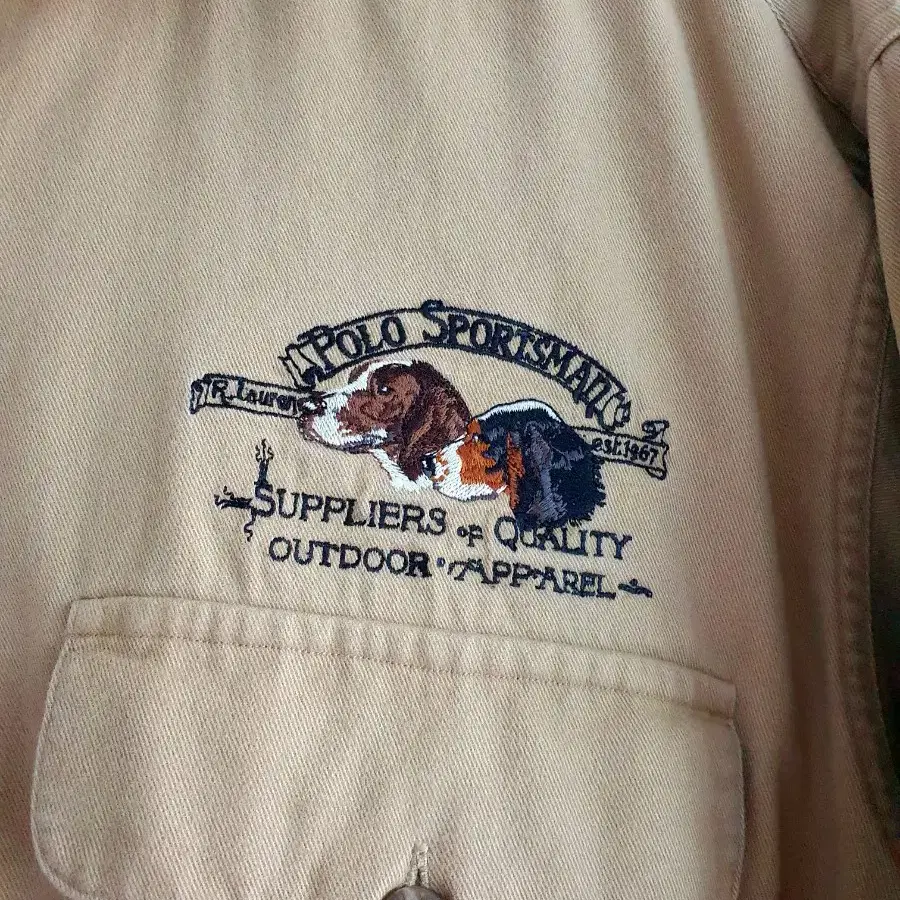 POLO SPORTSMAN
R. Lauren
est. 1967
SUPPLIERS OF QUALITY
OUTDOOR APPAREL